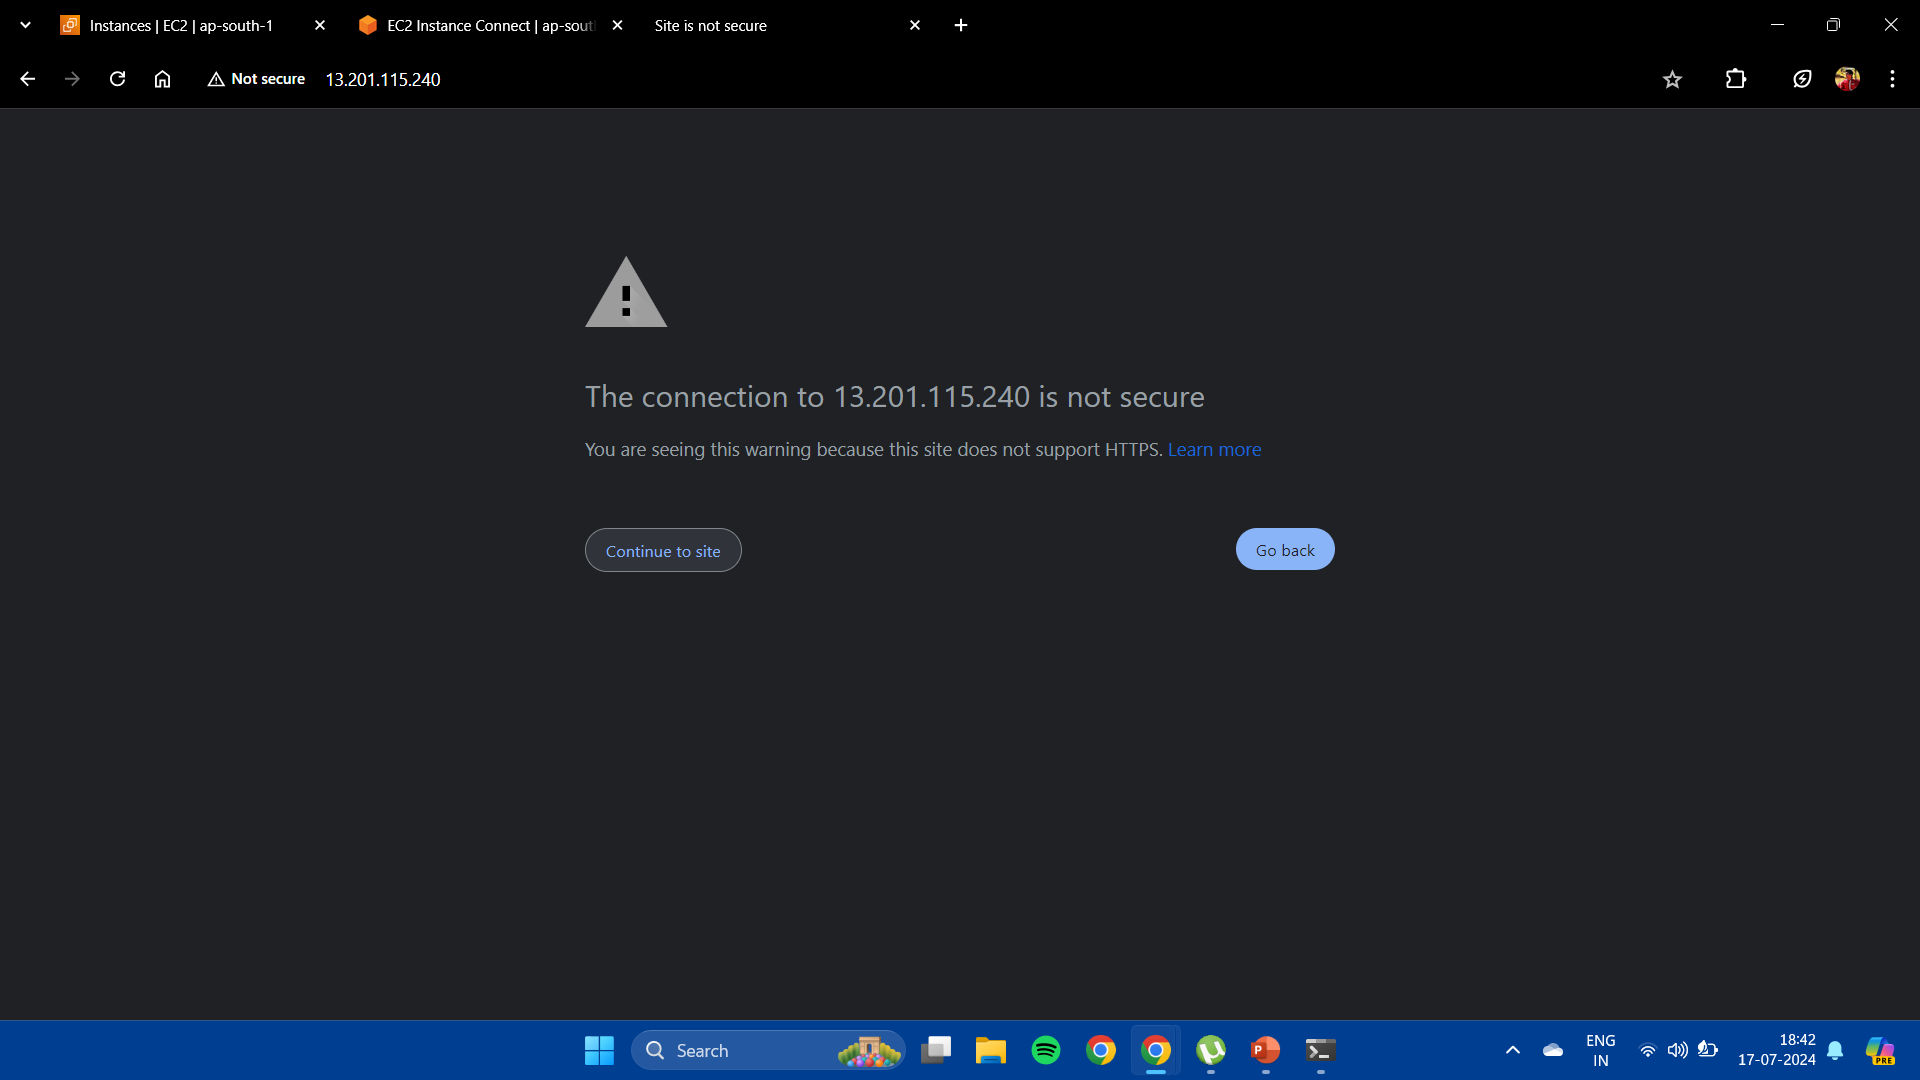 Instances | EC2 | ap-south-1
EC2 Instance Connect | ap-sout
Site is not secure
Not secure
13.201.115.240
The connection to 13.201.115.240 is not secure
You are seeing this warning because this site does not support HTTPS. Learn more
Continue to site
Go back
Search
P
ENG
IN
18:42
17-07-2024
PRE